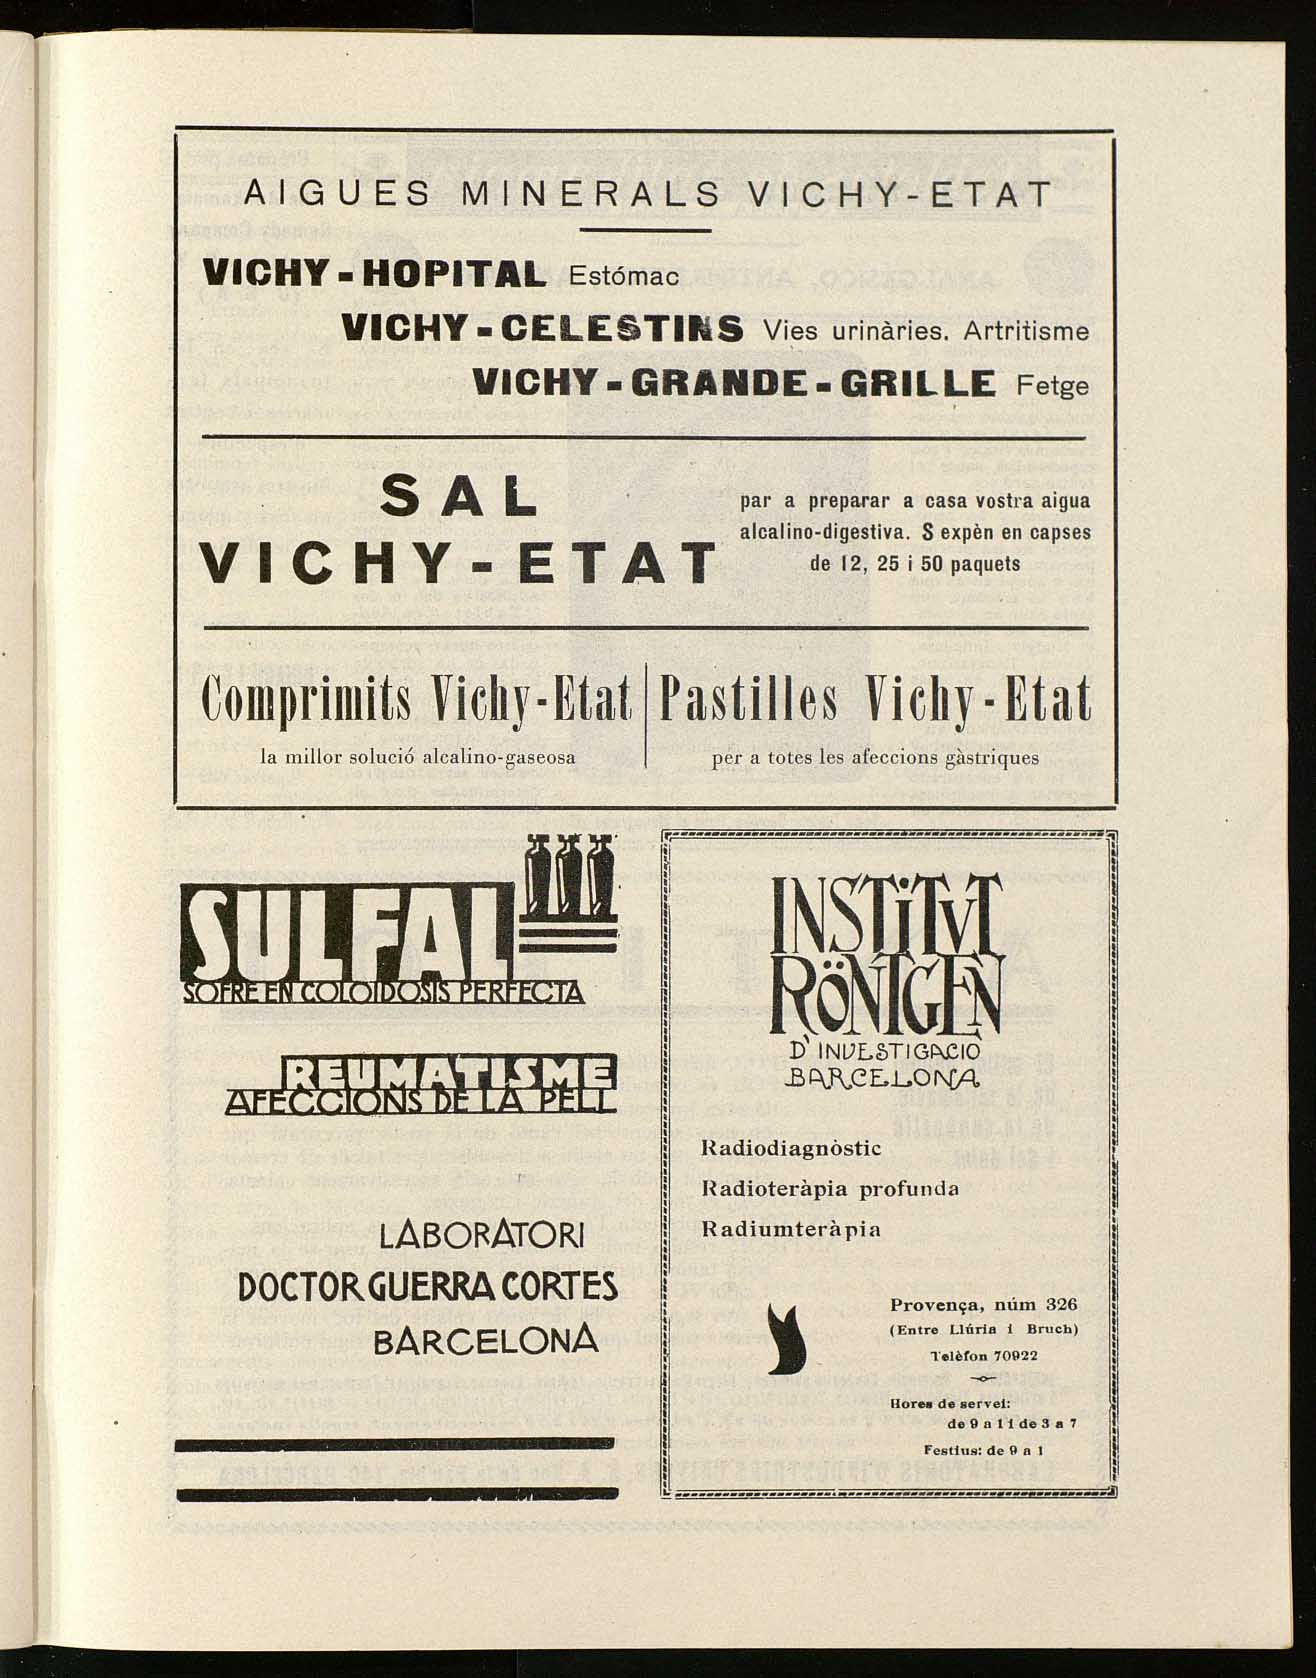 AIGUES MINERALS VICHY-ETAT
VICHY - HOPITAL Estómac
VICHY - CELESTINS Vies urinàries. Artritisme
VICHY - GRANDE - GRILLE Fetge
SAL
VICHY-ETAT
par a preparar a casa vostra aigua
alcalino-digestiva. S expèn en capses
de 12, 25 i 50 paquets
Comprimits Vichy-Etat
la millor solució alcalino-gaseosa
Pastilles Vichy-Etat
per a totes les afeccions gàstriques
SULFAL
SOFRE EN COLOIDOSIS PERFECTA
REUMATISME
AFECCIONS DE LA PELL
LABORATORI
DOCTOR GUERRA CORTES
BARCELONA
INSTiTVT
RÖNTGEN
D'INVESTIGACIÓ
BARCELONA
Radiodiagnòstic
Radioteràpia profunda
Radiumteràpia
Provença, núm 326
(Entre Llúria i Bruch)
Telèfon 70922
Hores de servei:
de 9 a 1 i de 3 a 7
Festius: de 9 a 1